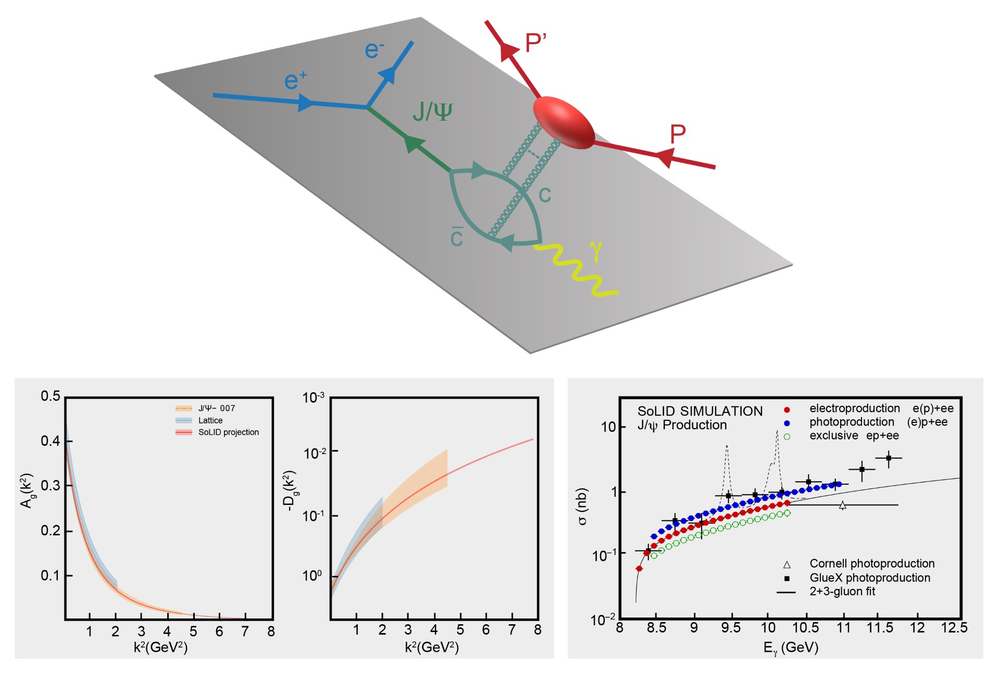 e⁻
P’
e⁺
J/Ψ
P
c
c̅
γ
0.5
0.4
0.3
0.2
0.1
A_g(k²)
J/Ψ− 007
Lattice
SoLID projection
1 2 3 4 5 6 7 8
k²(GeV²)
10⁻³
10⁻²
10⁻¹
10⁰
-D_g(k²)
1 2 3 4 5 6 7 8
k²(GeV²)
SoLID SIMULATION
J/ψ Production
electroproduction e(p)+ee
photoproduction (e)p+ee
exclusive ep+ee
10
1
10⁻¹
10⁻²
σ (nb)
Cornell photoproduction
GlueX photoproduction
2+3-gluon fit
8 8.5 9 9.5 10 10.5 11 11.5 12 12.5
E_γ (GeV)